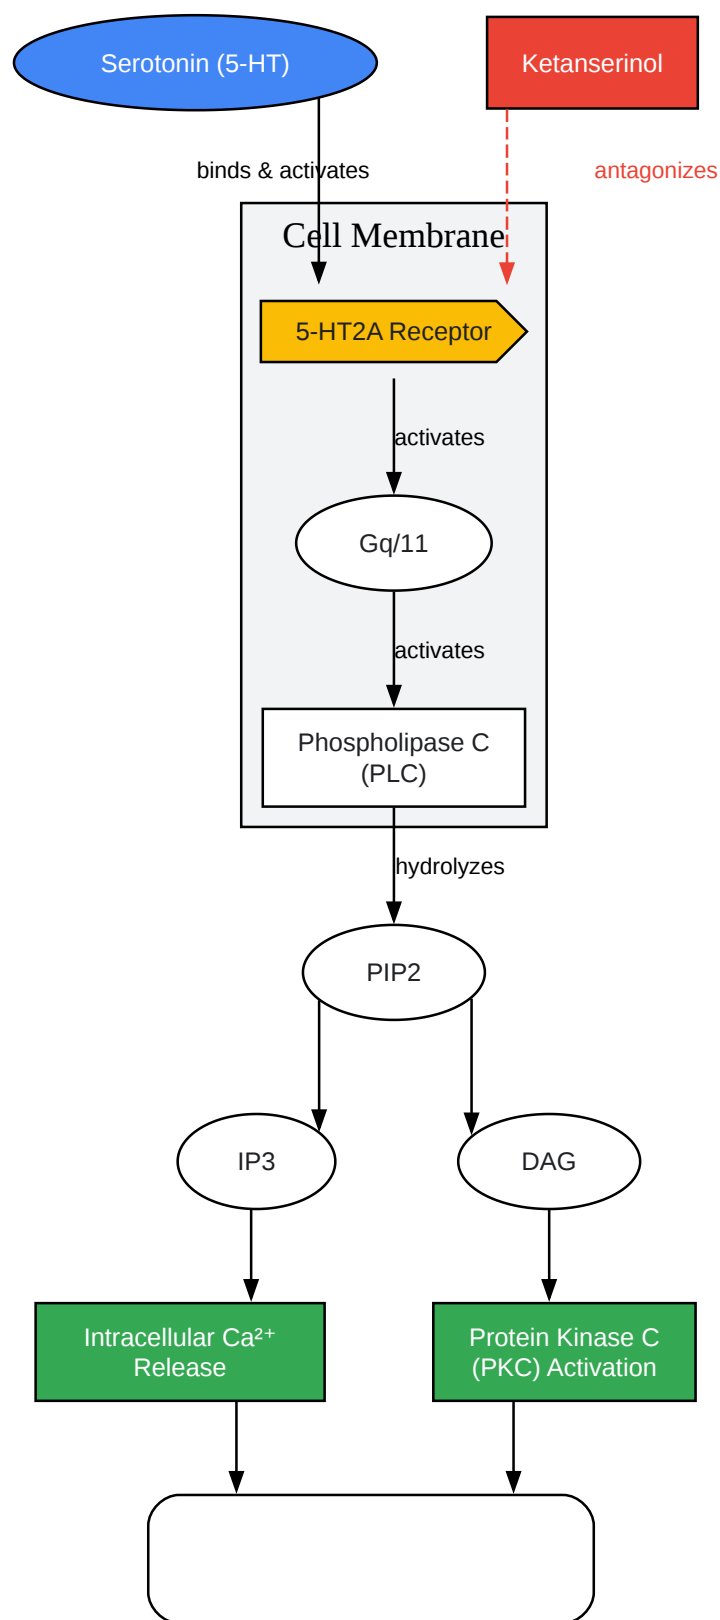 Serotonin (5-HT)
Ketanserinol
binds & activates
antagonizes
Cell Membrane
5-HT2A Receptor
activates
Gq/11
activates
Phospholipase C
(PLC)
hydrolyzes
PIP2
IP3
DAG
Intracellular Ca²⁺
Release
Protein Kinase C
(PKC) Activation